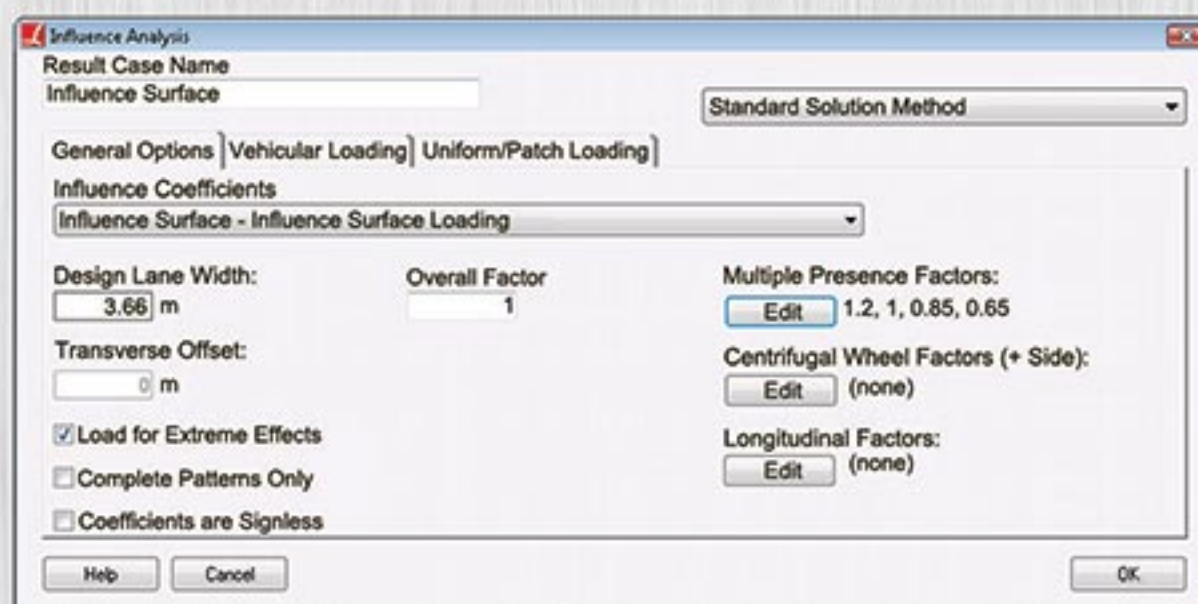 Influence Analysis
Result Case Name
Influence Surface
Standard Solution Method
General Options Vehicular Loading Uniform/Patch Loading
Influence Coefficients
Influence Surface - Influence Surface Loading
Design Lane Width:
3.66 m
Overall Factor
1
Multiple Presence Factors:
Edit 1.2, 1, 0.85, 0.65
Transverse Offset:
0 m
Centrifugal Wheel Factors (+ Side):
Edit (none)
Load for Extreme Effects
Complete Patterns Only
Coefficients are Signless
Longitudinal Factors:
Edit (none)
Help Cancel OK